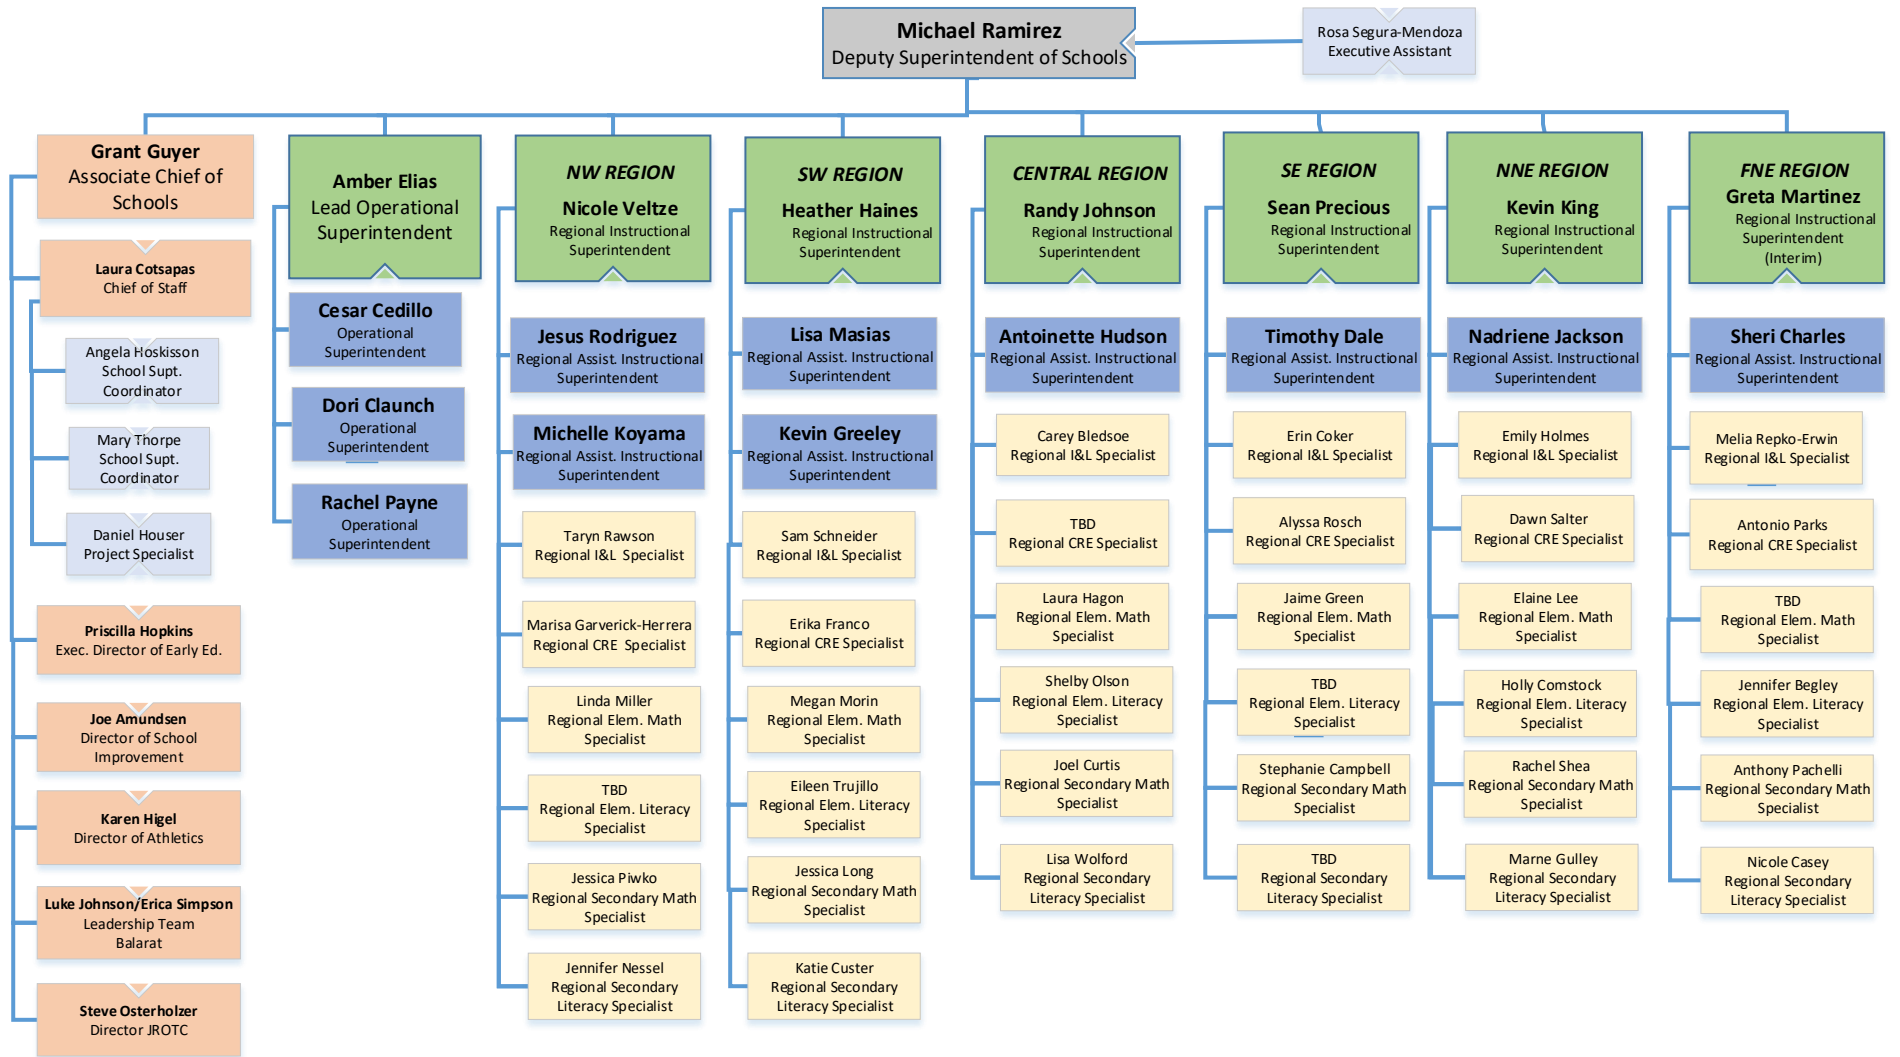 Michael Ramirez
Deputy Superintendent of Schools
Rosa Segura-Mendoza
Executive Assistant
Grant Guyer
Associate Chief of
Schools
Laura Cotsapas
Chief of Staff
Angela Hoskisson
School Supt.
Coordinator
Mary Thorpe
School Supt.
Coordinator
Daniel Houser
Project Specialist
Priscilla Hopkins
Exec. Director of Early Ed.
Joe Amundsen
Director of School
Improvement
Karen Higel
Director of Athletics
Luke Johnson/Erica Simpson
Leadership Team
Balarat
Steve Osterholzer
Director JROTC
Amber Elias
Lead Operational
Superintendent
Cesar Cedillo
Operational
Superintendent
Dori Claunch
Operational
Superintendent
Rachel Payne
Operational
Superintendent
NW REGION
Nicole Veltze
Regional Instructional
Superintendent
Jesus Rodriguez
Regional Assist. Instructional
Superintendent
Michelle Koyama
Regional Assist. Instructional
Superintendent
Taryn Rawson
Regional I&L Specialist
Marisa Garverick-Herrera
Regional CRE Specialist
Linda Miller
Regional Elem. Math
Specialist
TBD
Regional Elem. Literacy
Specialist
Jessica Piwko
Regional Secondary Math
Specialist
Jennifer Nessel
Regional Secondary
Literacy Specialist
SW REGION
Heather Haines
Regional Instructional
Superintendent
Lisa Masias
Regional Assist. Instructional
Superintendent
Kevin Greeley
Regional Assist. Instructional
Superintendent
Sam Schneider
Regional I&L Specialist
Erika Franco
Regional CRE Specialist
Megan Morin
Regional Elem. Math
Specialist
Eileen Trujillo
Regional Elem. Literacy
Specialist
Jessica Long
Regional Secondary Math
Specialist
Katie Custer
Regional Secondary
Literacy Specialist
CENTRAL REGION
Randy Johnson
Regional Instructional
Superintendent
Antoinette Hudson
Regional Assist. Instructional
Superintendent
Carey Bledsoe
Regional I&L Specialist
TBD
Regional CRE Specialist
Laura Hagon
Regional Elem. Math
Specialist
Shelby Olson
Regional Elem. Literacy
Specialist
Joel Curtis
Regional Secondary Math
Specialist
Lisa Wolford
Regional Secondary
Literacy Specialist
SE REGION
Sean Precious
Regional Instructional
Superintendent
Timothy Dale
Regional Assist. Instructional
Superintendent
Erin Coker
Regional I&L Specialist
Alyssa Rosch
Regional CRE Specialist
Jaime Green
Regional Elem. Math
Specialist
TBD
Regional Elem. Literacy
Specialist
Stephanie Campbell
Regional Secondary Math
Specialist
TBD
Regional Secondary
Literacy Specialist
NNE REGION
Kevin King
Regional Instructional
Superintendent
Nadriene Jackson
Regional Assist. Instructional
Superintendent
Emily Holmes
Regional I&L Specialist
Dawn Salter
Regional CRE Specialist
Elaine Lee
Regional Elem. Math
Specialist
Holly Comstock
Regional Elem. Literacy
Specialist
Rachel Shea
Regional Secondary Math
Specialist
Marne Gulley
Regional Secondary
Literacy Specialist
FNE REGION
Greta Martinez
Regional Instructional
Superintendent
(Interim)
Sheri Charles
Regional Assist. Instructional
Superintendent
Melia Repko-Erwin
Regional I&L Specialist
Antonio Parks
Regional CRE Specialist
TBD
Regional Elem. Math
Specialist
Jennifer Begley
Regional Elem. Literacy
Specialist
Anthony Pachelli
Regional Secondary Math
Specialist
Nicole Casey
Regional Secondary
Literacy Specialist